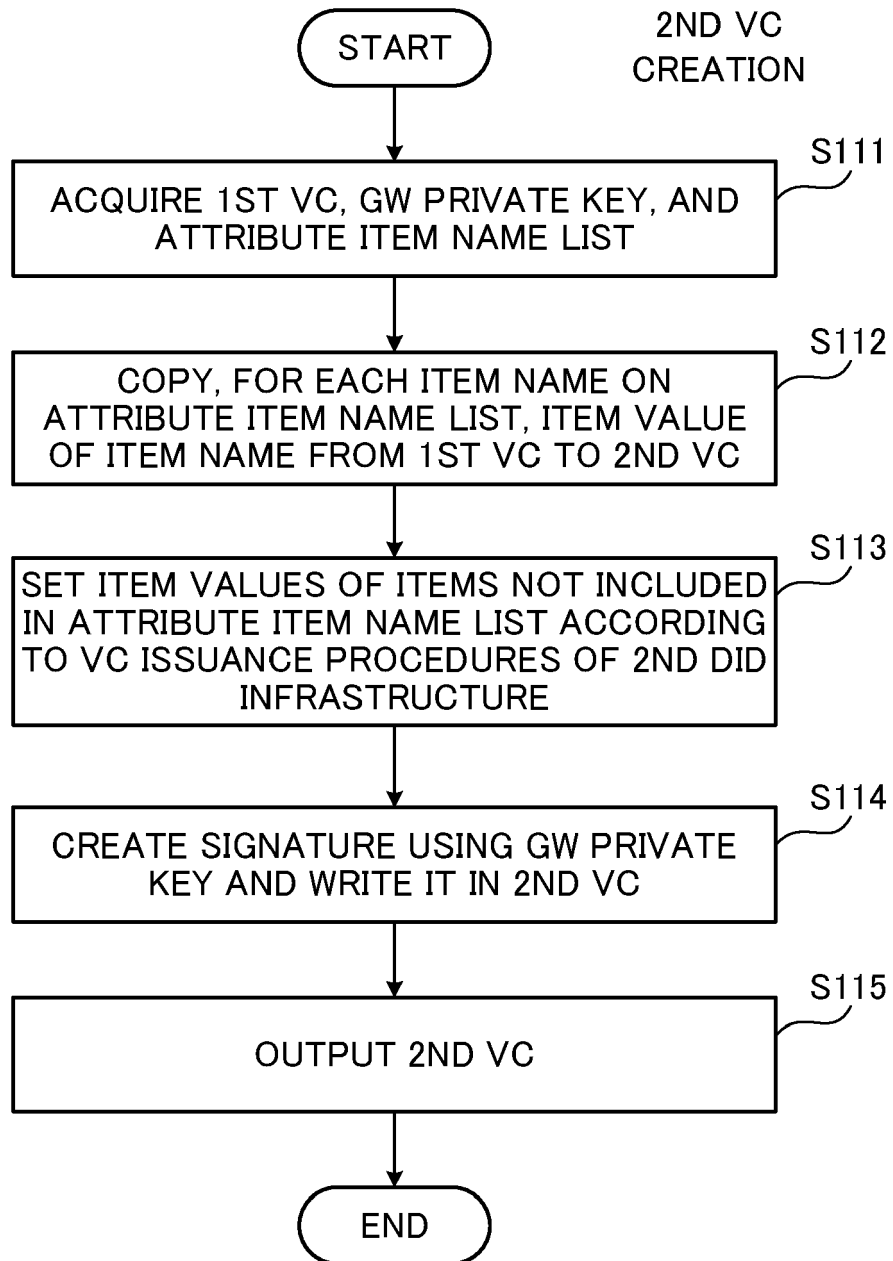 START
2ND VC
CREATION
S111
ACQUIRE 1ST VC, GW PRIVATE KEY, AND
ATTRIBUTE ITEM NAME LIST
S112
COPY, FOR EACH ITEM NAME ON
ATTRIBUTE ITEM NAME LIST, ITEM VALUE
OF ITEM NAME FROM 1ST VC TO 2ND VC
S113
SET ITEM VALUES OF ITEMS NOT INCLUDED
IN ATTRIBUTE ITEM NAME LIST ACCORDING
TO VC ISSUANCE PROCEDURES OF 2ND DID
INFRASTRUCTURE
S114
CREATE SIGNATURE USING GW PRIVATE
KEY AND WRITE IT IN 2ND VC
S115
OUTPUT 2ND VC
END